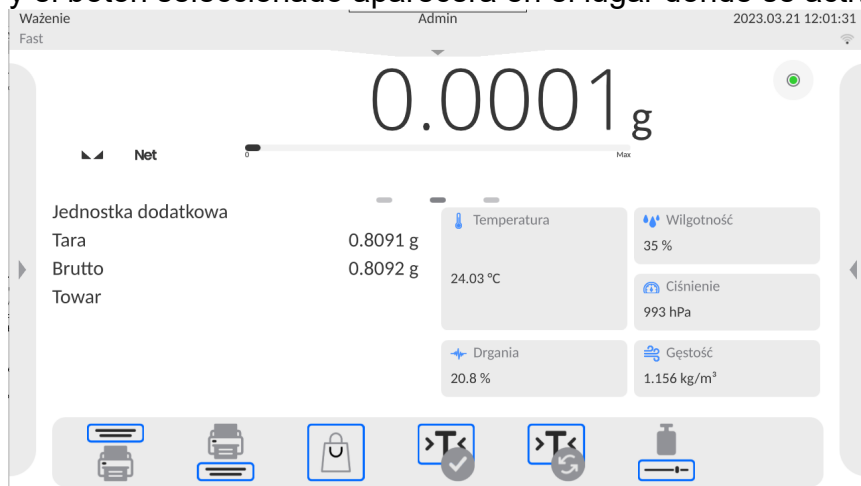 y el botón seleccionado aparecerá en el lugar donde se acti
Ważenie Admin 2023.03.21 12:01:31
Fast
0.0001 g
Net 0 Max
Jednostka dodatkowa
Tara 0.8091 g
Brutto 0.8092 g
Towar
Temperatura
24.03 °C
Wilgotność
35 %
Ciśnienie
993 hPa
Drgania
20.8 %
Gęstość
1.156 kg/m³
>T<
>T<